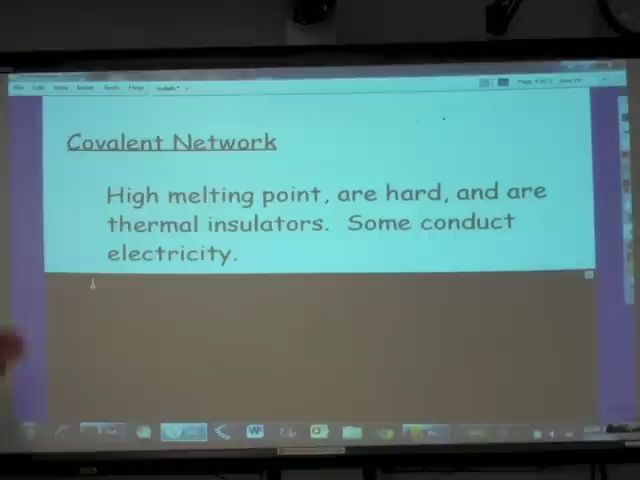 Covalent Network
High melting point, are hard, and are
thermal insulators. Some conduct
electricity.